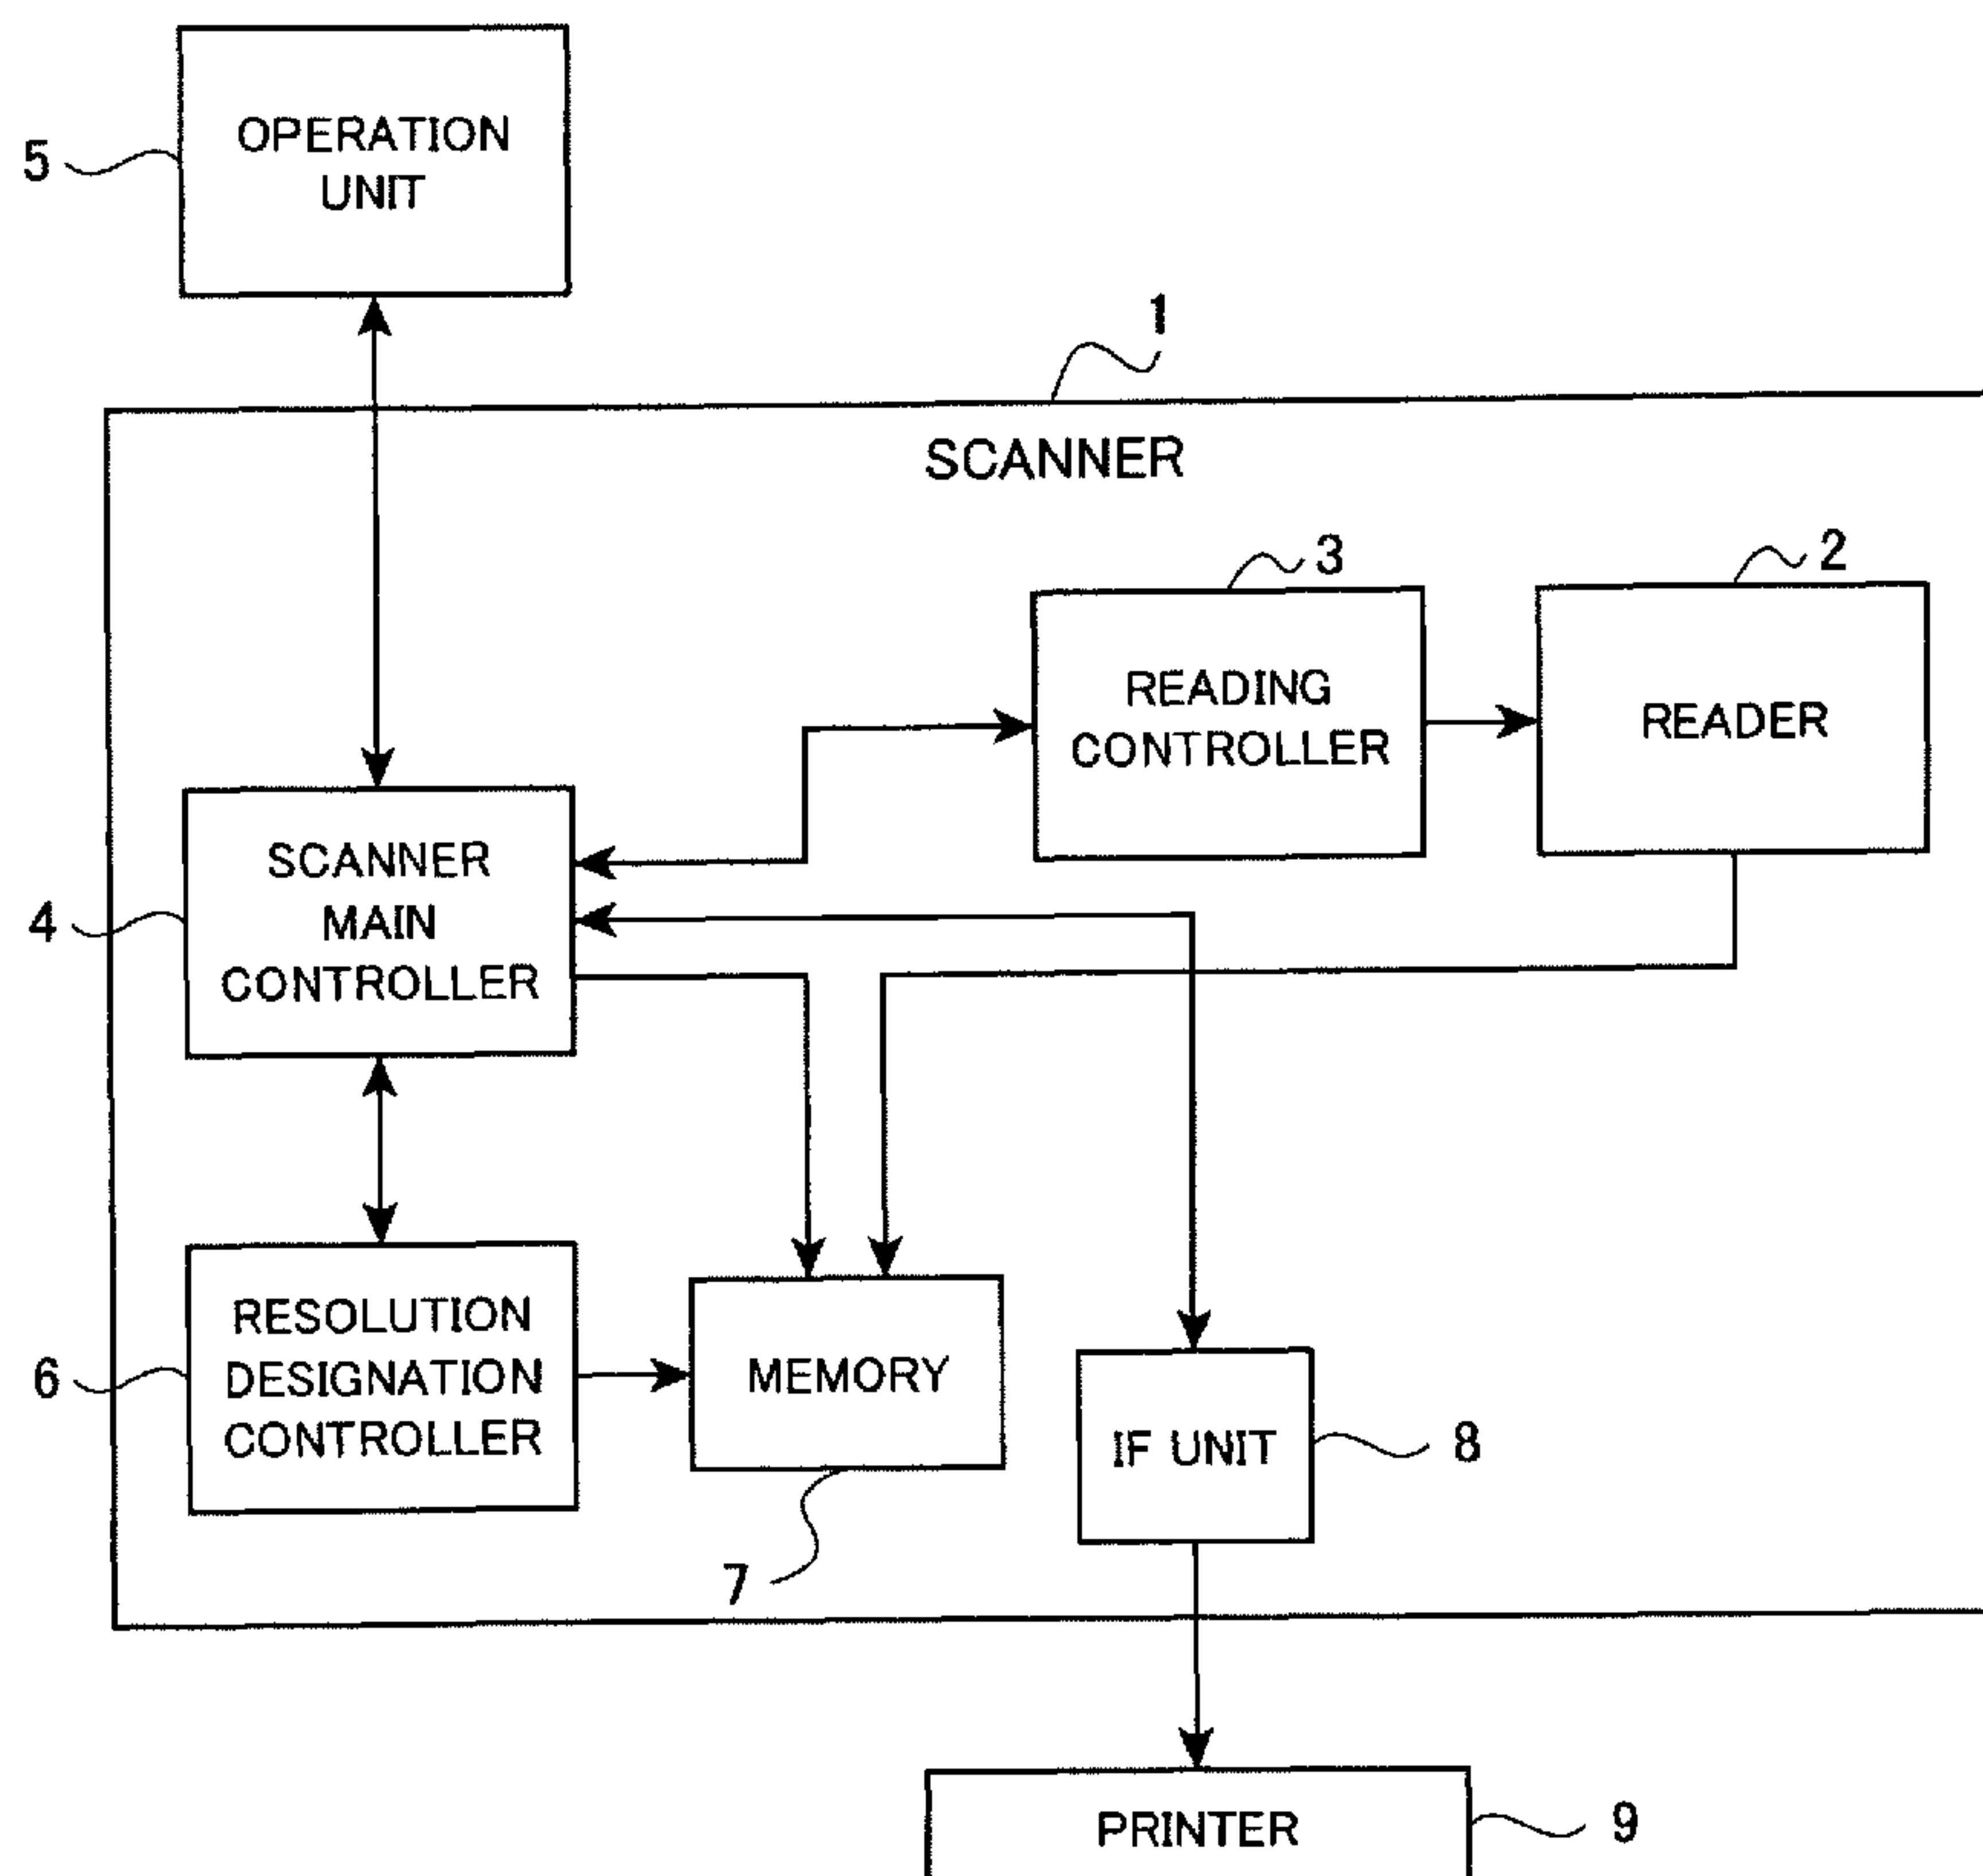 OPERATION
UNIT
5
1
SCANNER
3
2
READING
CONTROLLER
READER
SCANNER
MAIN
CONTROLLER
4
RESOLUTION
DESIGNATION
CONTROLLER
6
MEMORY
7
IF UNIT
8
PRINTER
9